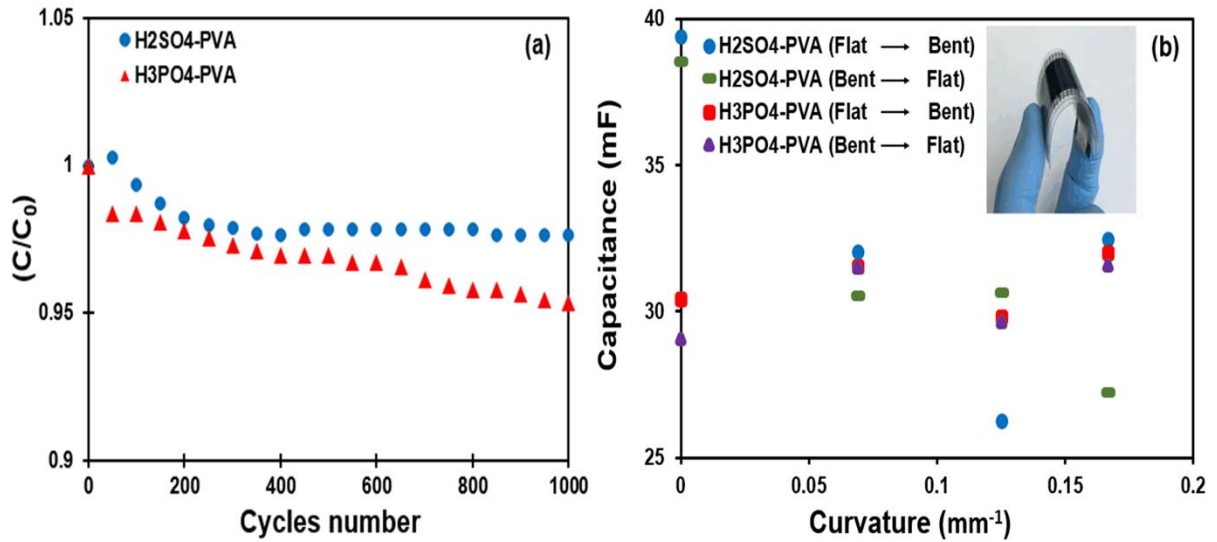 1.05
H2SO4-PVA
(a)
H3PO4-PVA
1
0.95
0.9
(C/C₀)
0
200
400
600
800
1000
Cycles number
40
H2SO4-PVA (Flat → Bent)
(b)
H2SO4-PVA (Bent → Flat)
H3PO4-PVA (Flat → Bent)
H3PO4-PVA (Bent → Flat)
35
30
25
Capacitance (mF)
0
0.05
0.1
0.15
0.2
Curvature (mm⁻¹)